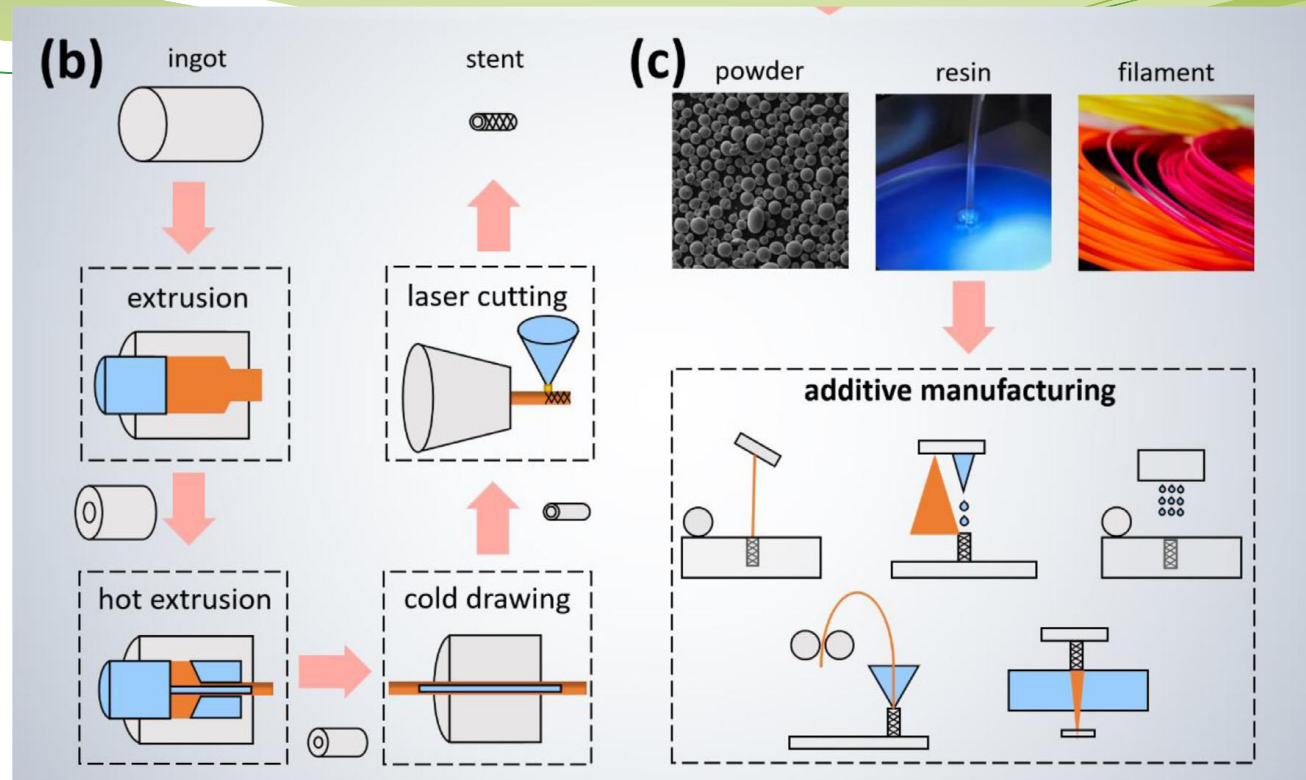 (b)
ingot
stent
extrusion
laser cutting
hot extrusion
cold drawing
(c)
powder
resin
filament
additive manufacturing